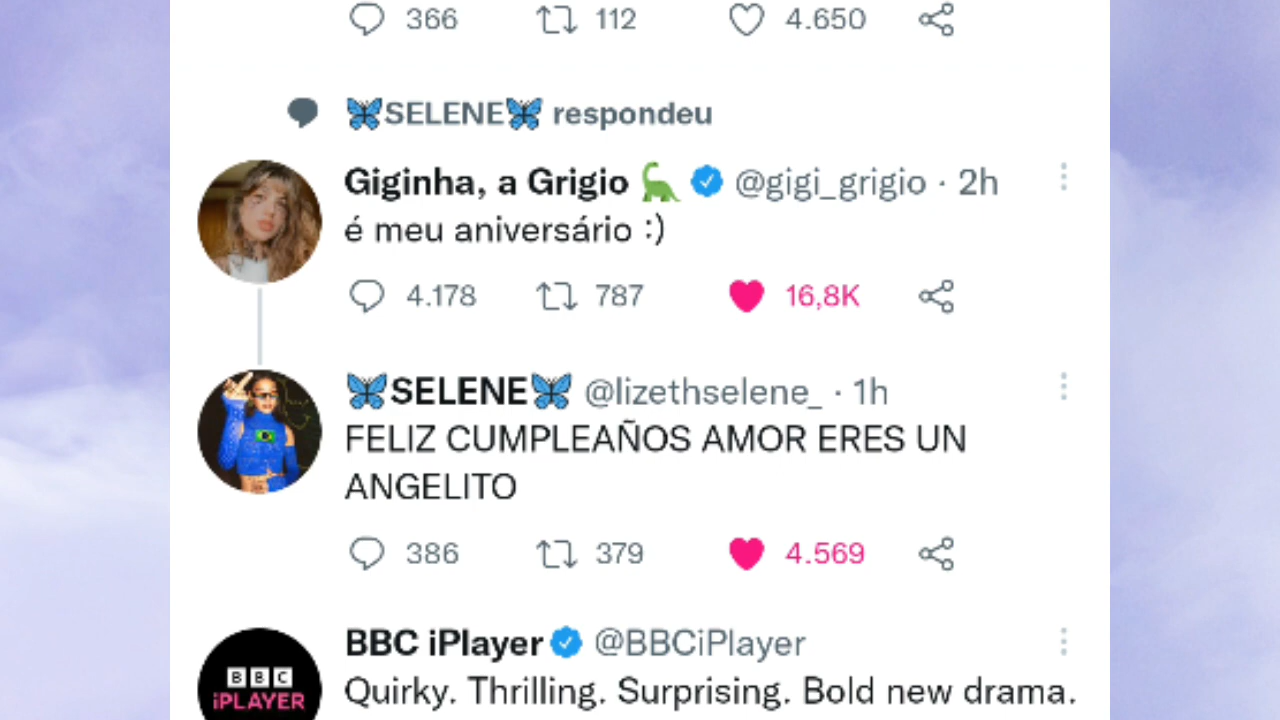 366 112 4.650
🦋SELENE🦋 respondeu
Giginha, a Grigio 🦕 @gigi_grigio · 2h
é meu aniversário :)
4.178 787 16,8K
🦋SELENE🦋 @lizethselene_ · 1h
FELIZ CUMPLEAÑOS AMOR ERES UN
ANGELITO
386 379 4.569
BBC iPlayer @BBCiPlayer
BBC
iPLAYER
Quirky. Thrilling. Surprising. Bold new drama.